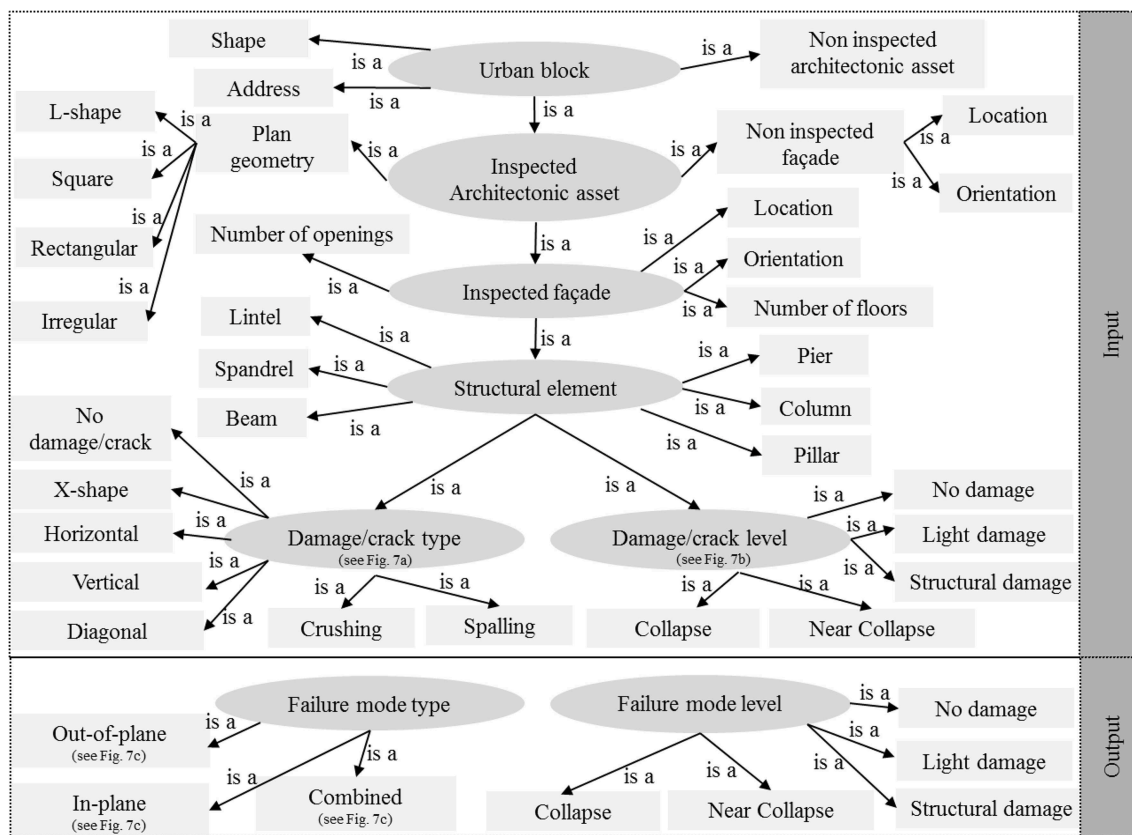 Shape
is a
Urban block
is a
Non inspected
architectonic asset
Address
is a
is a
L-shape
is a
Plan
geometry
is a
Inspected
Architectonic asset
is a
Non inspected
façade
is a
Location
is a
Orientation
is a
Square
is a
Rectangular
is a
Irregular
Number of openings
is a
is a
Inspected façade
is a
Location
is a
Orientation
is a
Number of floors
Lintel
is a
is a
Spandrel
is a
Beam
is a
Structural element
is a
Pier
is a
Column
is a
Pillar
No
damage/crack
is a
is a
is a
X-shape
Horizontal
is a
Damage/crack type
(see Fig. 7a)
Damage/crack level
(see Fig. 7b)
is a
No damage
is a
Light damage
is a
Structural damage
Vertical
is a
Diagonal
is a
is a
Crushing
is a
Spalling
is a
Collapse
is a
Near Collapse
Input
Failure mode type
Failure mode level
is a
No damage
Out-of-plane
(see Fig. 7c)
is a
is a
Light damage
In-plane
(see Fig. 7c)
is a
is a
Combined
(see Fig. 7c)
is a
Collapse
is a
Near Collapse
is a
Structural damage
Output